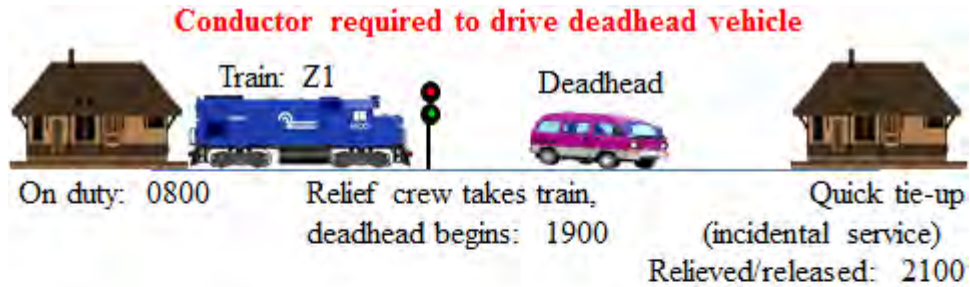 Conductor required to drive deadhead vehicle
Train: Z1
Deadhead
On duty: 0800
Relief crew takes train,
deadhead begins: 1900
Quick tie-up
(incidental service)
Relieved/released: 2100